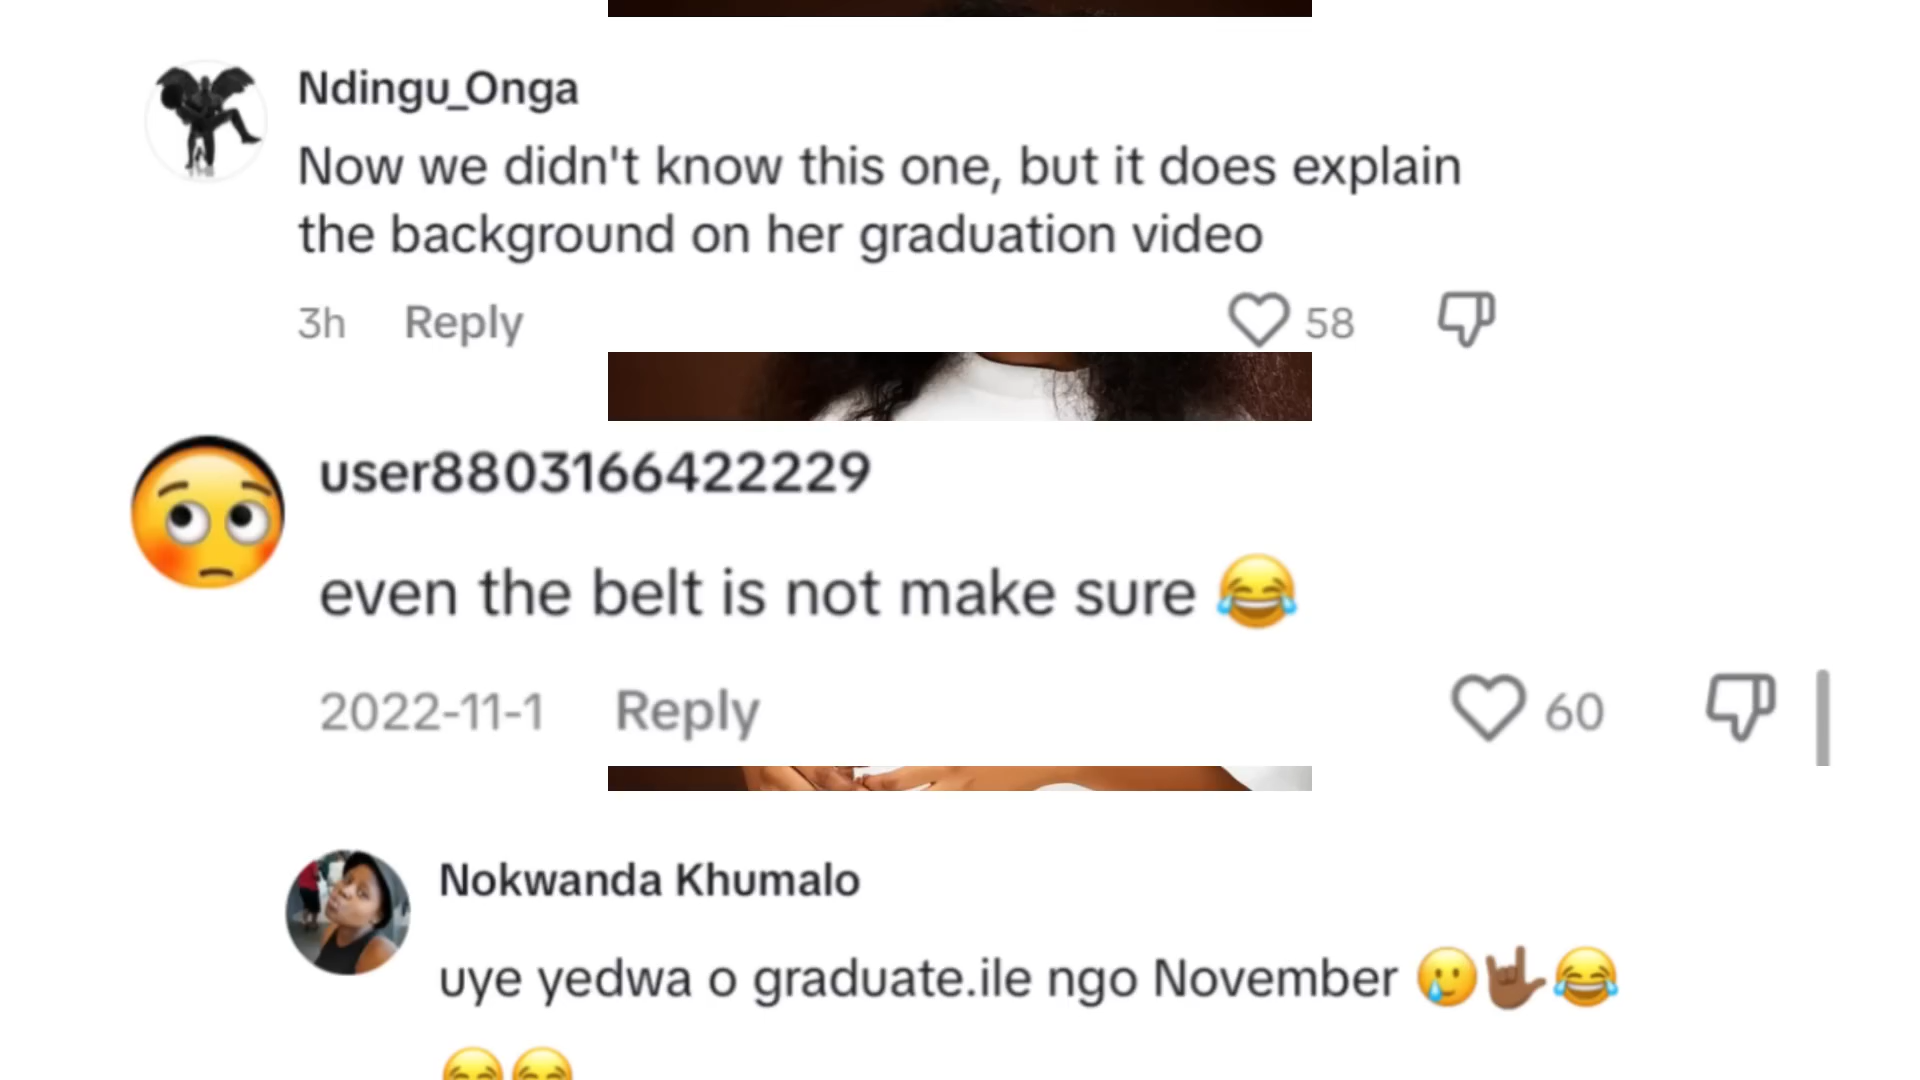 Ndingu_Onga
Now we didn't know this one, but it does explain
the background on her graduation video
3h Reply 58
user8803166422229
even the belt is not make sure 😂
2022-11-1 Reply 60
Nokwanda Khumalo
uye yedwa o graduate.ile ngo November 🥲🤟🏾😂
😂😂